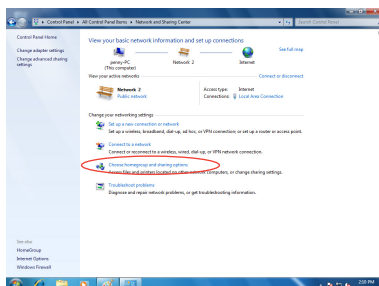 Control Panel ▸ All Control Panel Items ▸ Network and Sharing Center
Search Control Panel
Control Panel Home
Change adapter settings
Change advanced sharing
settings
View your basic network information and set up connections
See full map
penny-PC
(This computer)
Network 2
Internet
View your active networks
Connect or disconnect
Network 2
Public network
Access type: Internet
Connections: Local Area Connection
Change your networking settings
Set up a new connection or network
Set up a wireless, broadband, dial-up, ad hoc, or VPN connection; or set up a router or access point.
Connect to a network
Connect or reconnect to a wireless, wired, dial-up, or VPN network connection.
Choose homegroup and sharing options
Access files and printers located on other network computers, or change sharing settings.
Troubleshoot problems
Diagnose and repair network problems, or get troubleshooting information.
See also
HomeGroup
Internet Options
Windows Firewall
2:50 PM